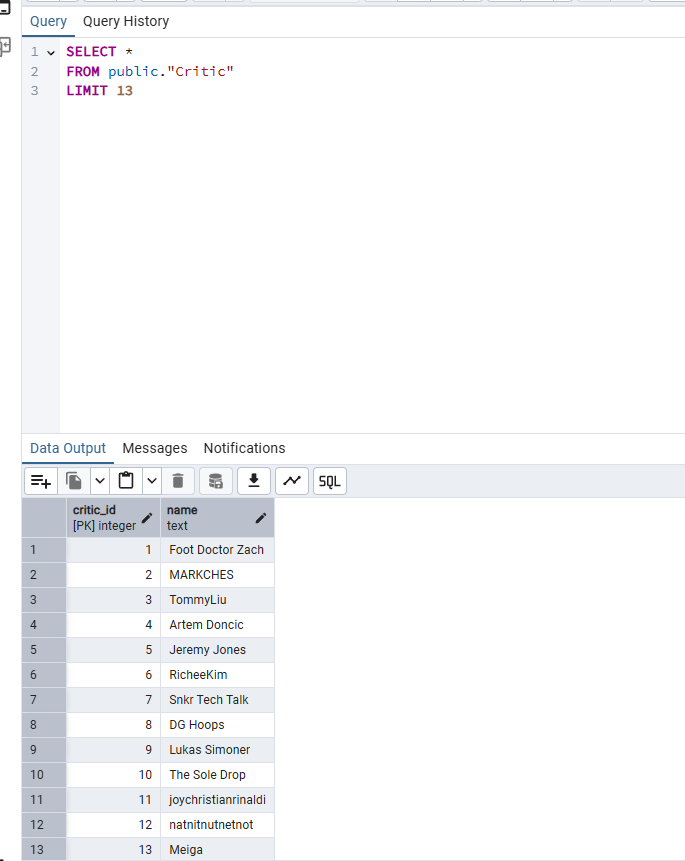 Query Query History
1 SELECT *
2 FROM public."Critic"
3 LIMIT 13
Data Output Messages Notifications
SQL
critic_id name
[PK] integer text
1 1 Foot Doctor Zach
2 2 MARKCHES
3 3 TommyLiu
4 4 Artem Doncic
5 5 Jeremy Jones
6 6 RicheeKim
7 7 Snkr Tech Talk
8 8 DG Hoops
9 9 Lukas Simoner
10 10 The Sole Drop
11 11 joychristianrinaldi
12 12 natnitnutnetnot
13 13 Meiga